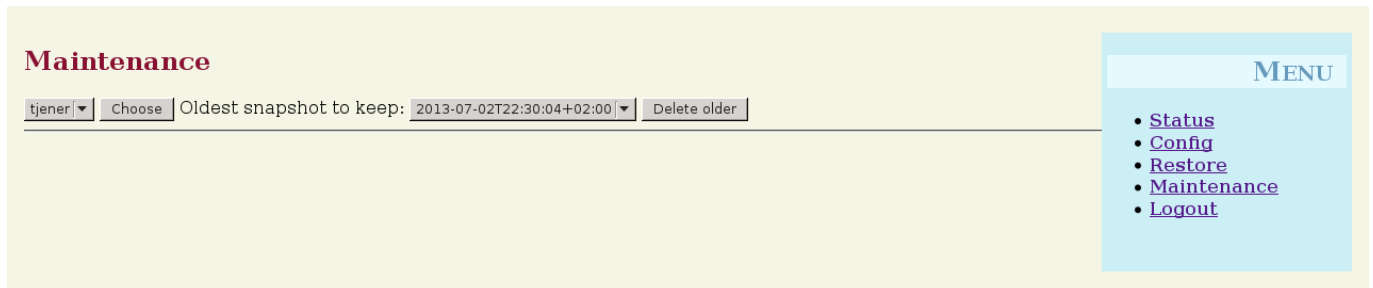 Maintenance
tjener Choose Oldest snapshot to keep: 2013-07-02T22:30:04+02:00 Delete older
MENU
Status
Config
Restore
Maintenance
Logout